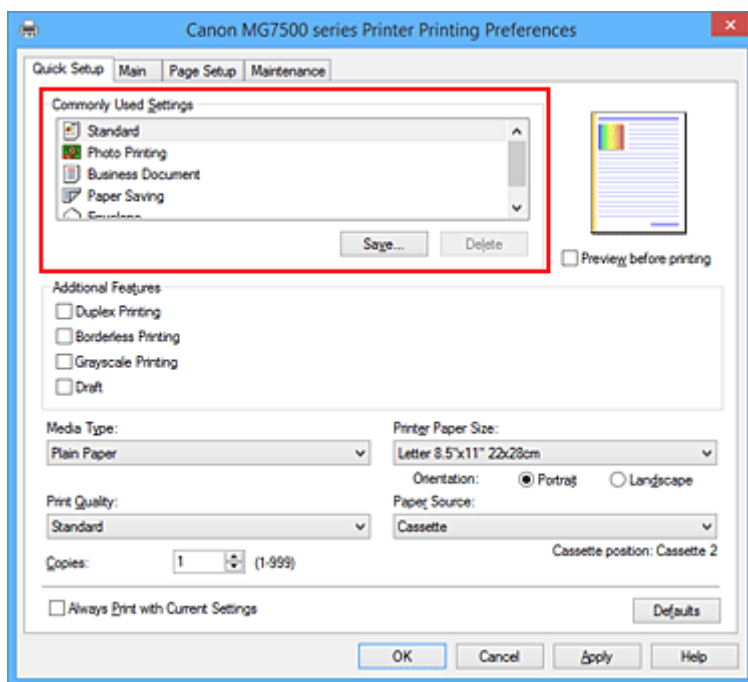 Canon MG7500 series Printer Printing Preferences
Quick Setup Main Page Setup Maintenance
Commonly Used Settings
Standard
Photo Printing
Business Document
Paper Saving
Envelope
Save... Delete
Preview before printing
Additional Features
Duplex Printing
Borderless Printing
Grayscale Printing
Draft
Media Type:
Plain Paper
Printer Paper Size:
Letter 8.5"x11" 22x28cm
Orientation: Portrait Landscape
Print Quality:
Standard
Paper Source:
Cassette
Cassette position: Cassette 2
Copies: 1 (1-999)
Always Print with Current Settings
Defaults
OK Cancel Apply Help